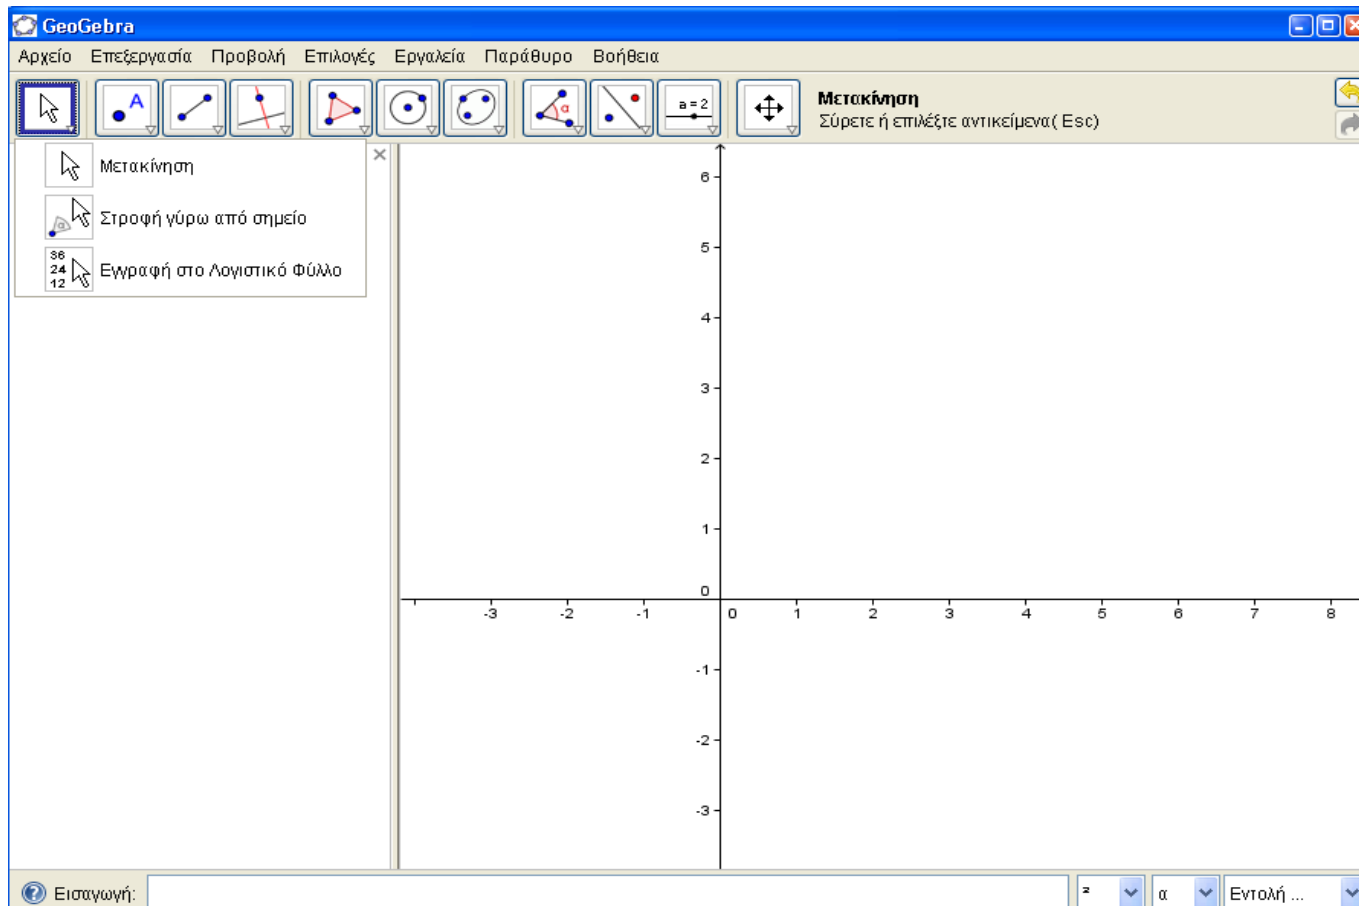 GeoGebra
Αρχείο Επεξεργασία Προβολή Επιλογές Εργαλεία Παράθυρο Βοήθεια
A
α
a = 2
Μετακίνηση
Σύρετε ή επιλέξτε αντικείμενα( Esc)
Μετακίνηση
α
Στροφή γύρω από σημείο
36
24
12
Εγγραφή στο Λογιστικό Φύλλο
6
5
4
3
2
1
0
-3 -2 -1 0 1 2 3 4 5 6 7 8
-1
-2
-3
Εισαγωγή: ² α Εντολή ...